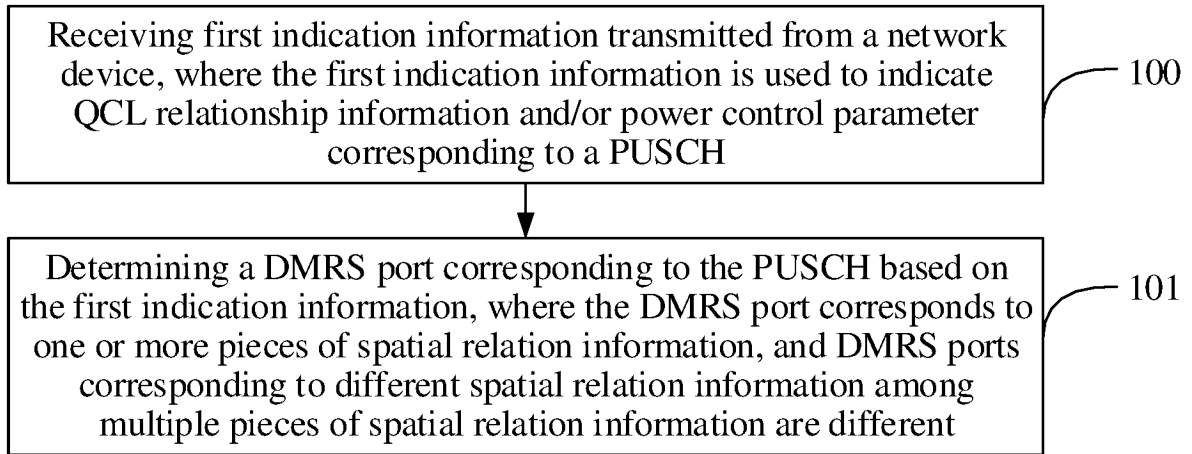 Receiving first indication information transmitted from a network
device, where the first indication information is used to indicate
QCL relationship information and/or power control parameter
corresponding to a PUSCH
100
Determining a DMRS port corresponding to the PUSCH based on
the first indication information, where the DMRS port corresponds to
one or more pieces of spatial relation information, and DMRS ports
corresponding to different spatial relation information among
multiple pieces of spatial relation information are different
101